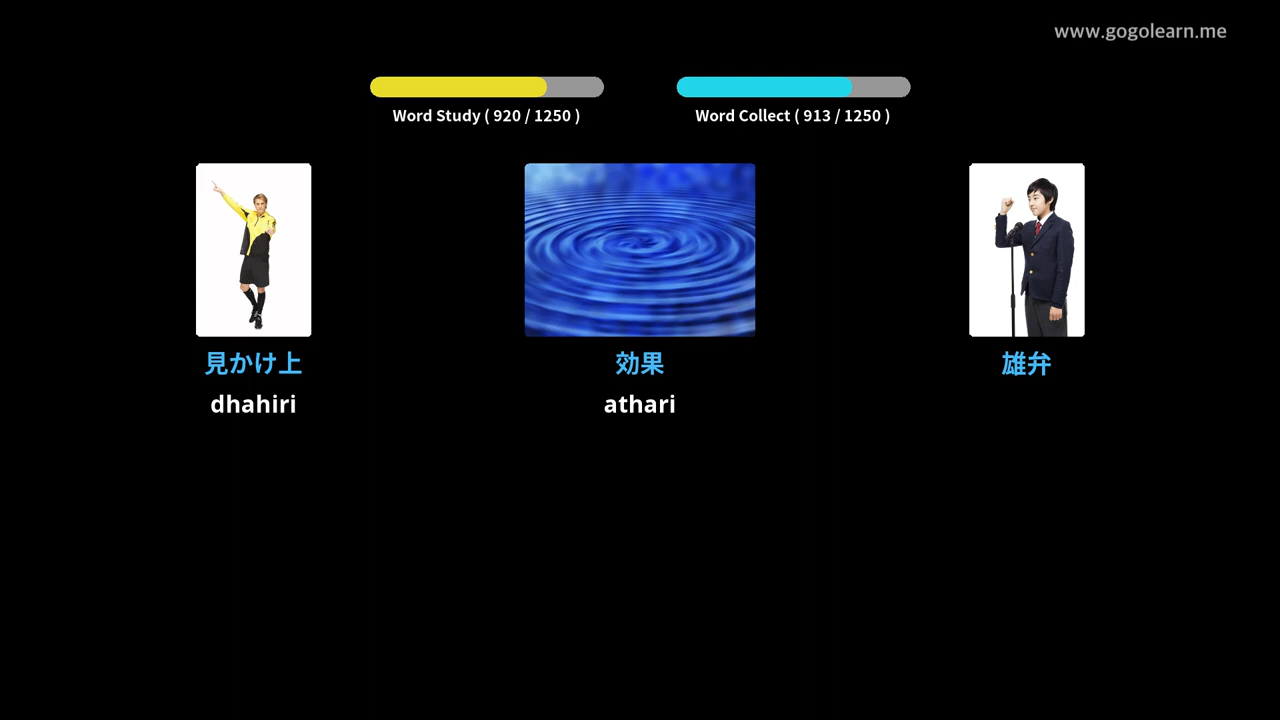 www.gogolearn.me
Word Study ( 920 / 1250 )
Word Collect ( 913 / 1250 )
見かけ上
効果
雄弁
dhahiri
athari